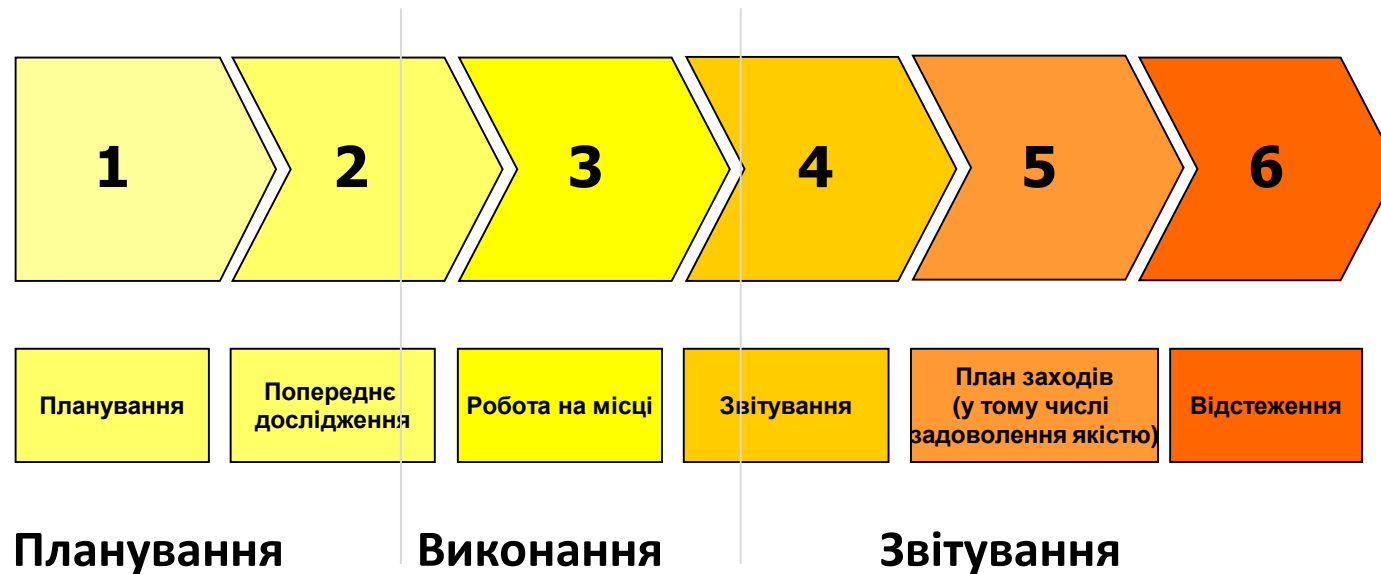 1
2
3
4
5
6
Планування
Попереднє
дослідження
Робота на місці
Звітування
План заходів
(у тому числі
задоволення якістю)
Відстеження
Планування
Виконання
Звітування